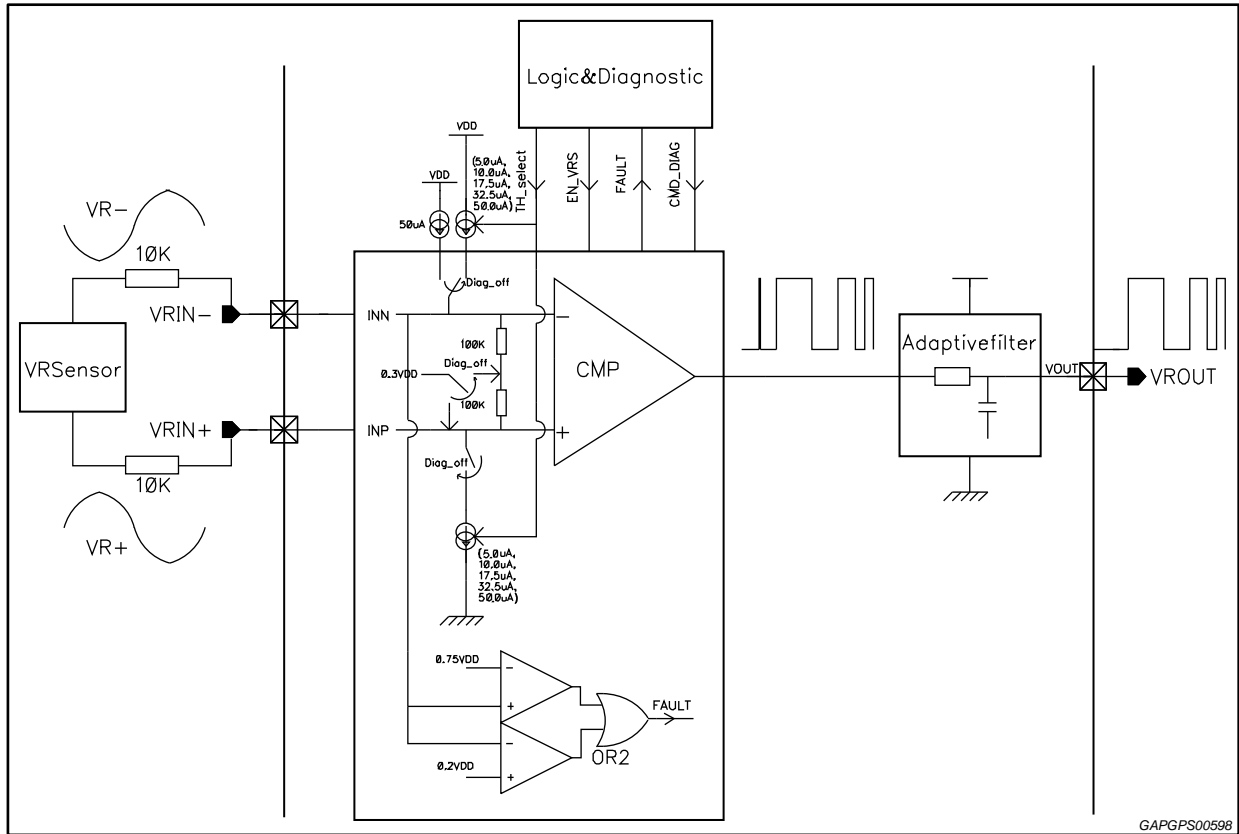 Logic&Diagnostic
VDD
VDD
(5.0uA,
10.0uA,
17.5uA,
32.5uA,
50.0uA)
TH_select
EN_VRS
FAULT
CMD_DIAG
50uA
VR-
10K
VRIN-
VRSensor
VRIN+
10K
VR+
Diag_off
INN
100K
Diag_off
0.3VDD
100K
INP
Diag_off
-
CMP
+
(5.0uA,
10.0uA,
17.5uA,
32.5uA,
50.0uA)
0.75VDD
-
+
-
0.2VDD
+
FAULT
OR2
Adaptivefilter
VOUT
VROUT
GAPGPS00598